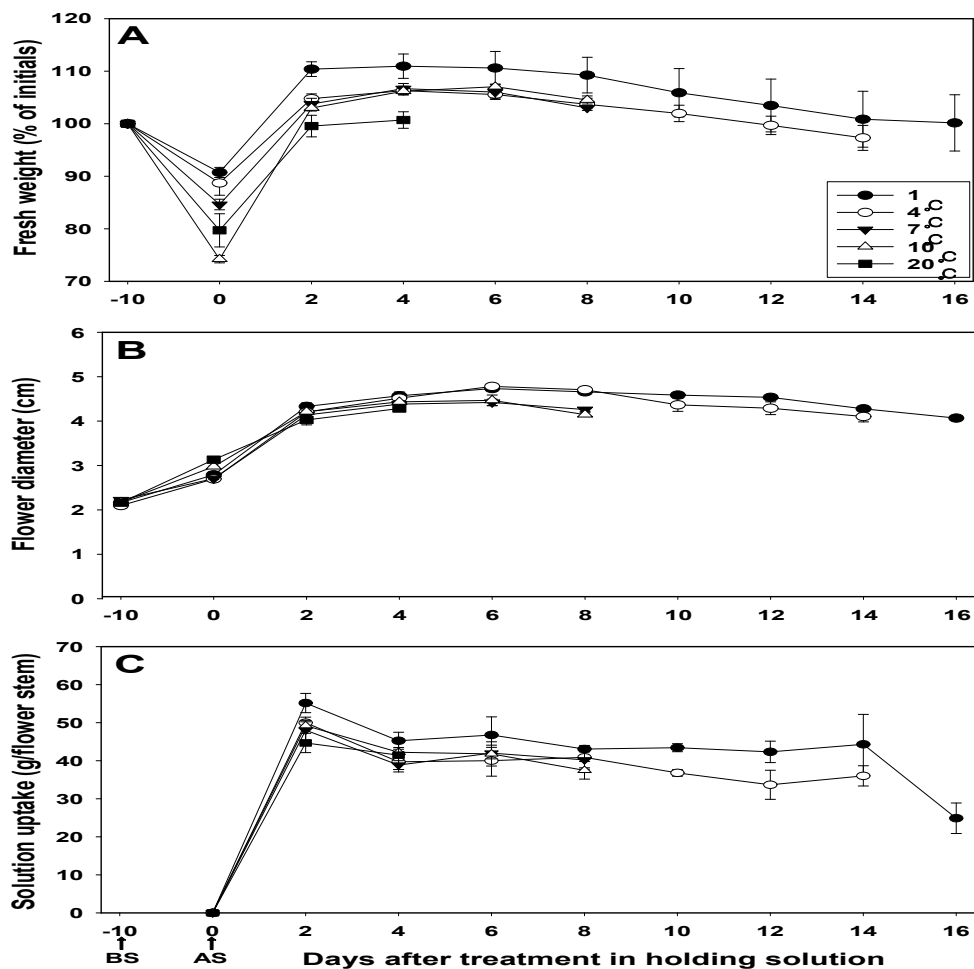 A
Fresh weight (% of initials)
120
110
100
90
80
70
-10 0 2 4 6 8 10 12 14 16
1
4℃
7℃
10℃
20℃
℃
B
Flower diameter (cm)
6
5
4
3
2
1
0
-10 0 2 4 6 8 10 12 14 16
C
Solution uptake (g/flower stem)
70
60
50
40
30
20
10
0
-10 0 2 4 6 8 10 12 14 16
BS AS Days after treatment in holding solution